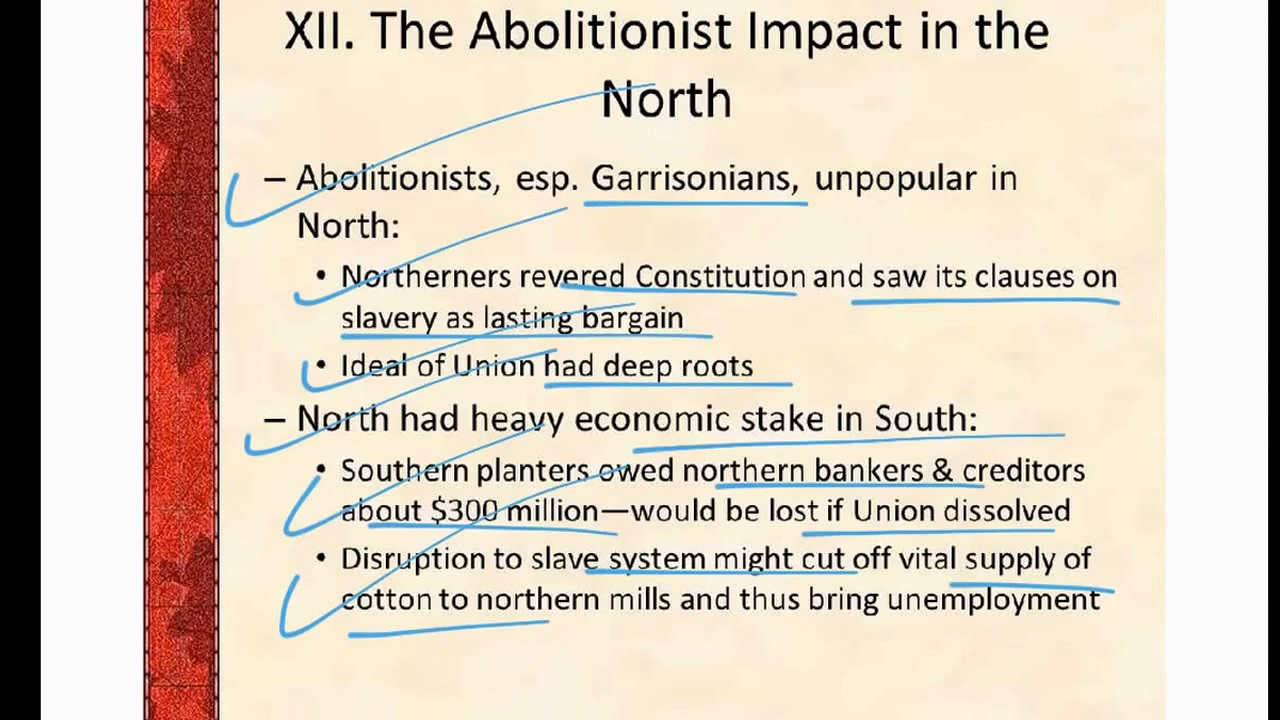 XII. The Abolitionist Impact in the
North
– Abolitionists, esp. Garrisonians, unpopular in
North:
• Northerners revered Constitution and saw its clauses on
slavery as lasting bargain
• Ideal of Union had deep roots
– North had heavy economic stake in South:
• Southern planters owed northern bankers & creditors
about $300 million—would be lost if Union dissolved
• Disruption to slave system might cut off vital supply of
cotton to northern mills and thus bring unemployment